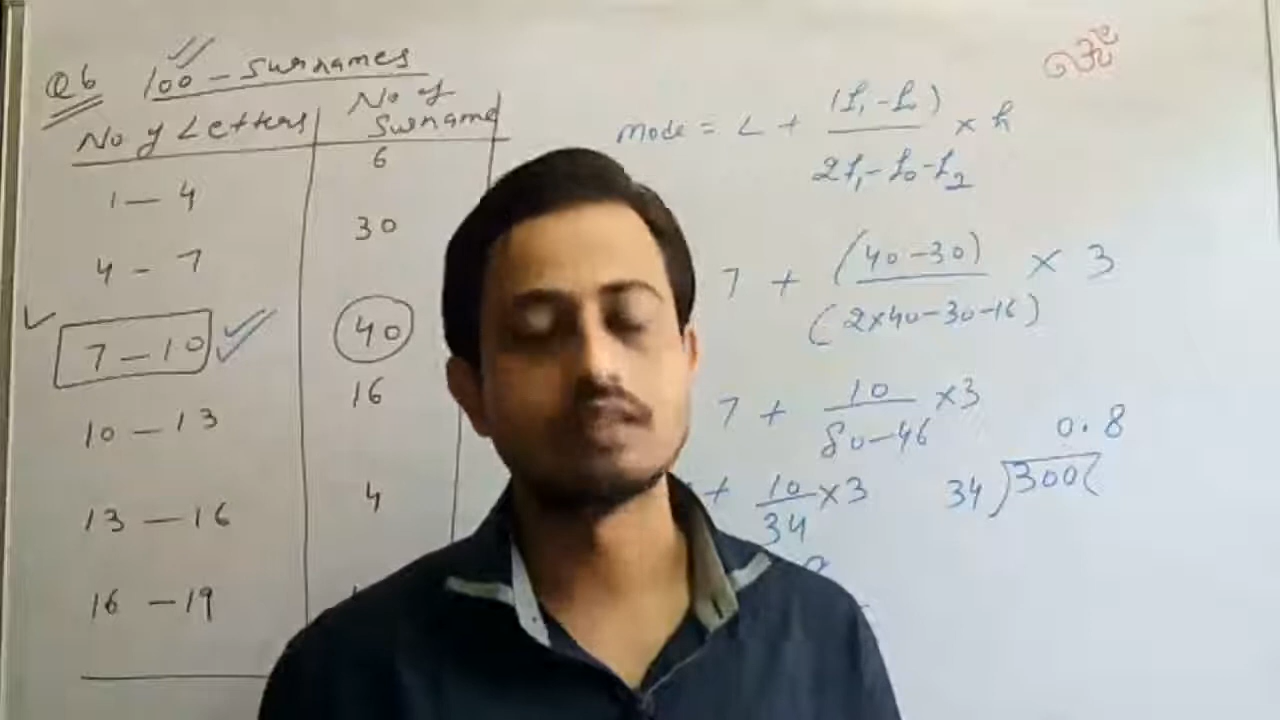 Q6 100 - Surnames
No of Letters No of Surname
1 - 4 6
4 - 7 30
7 - 10 40
10 - 13 16
13 - 16 4
16 - 19
ॐ
mode = L + (f₁ - f₀) / 2f₁ - f₀ - f₂ × h
7 + (40-30) / (2×40-30-16) × 3
7 + 10 / 80-46 ×3
+ 10 / 34 ×3
0.8
34 ) 300 (